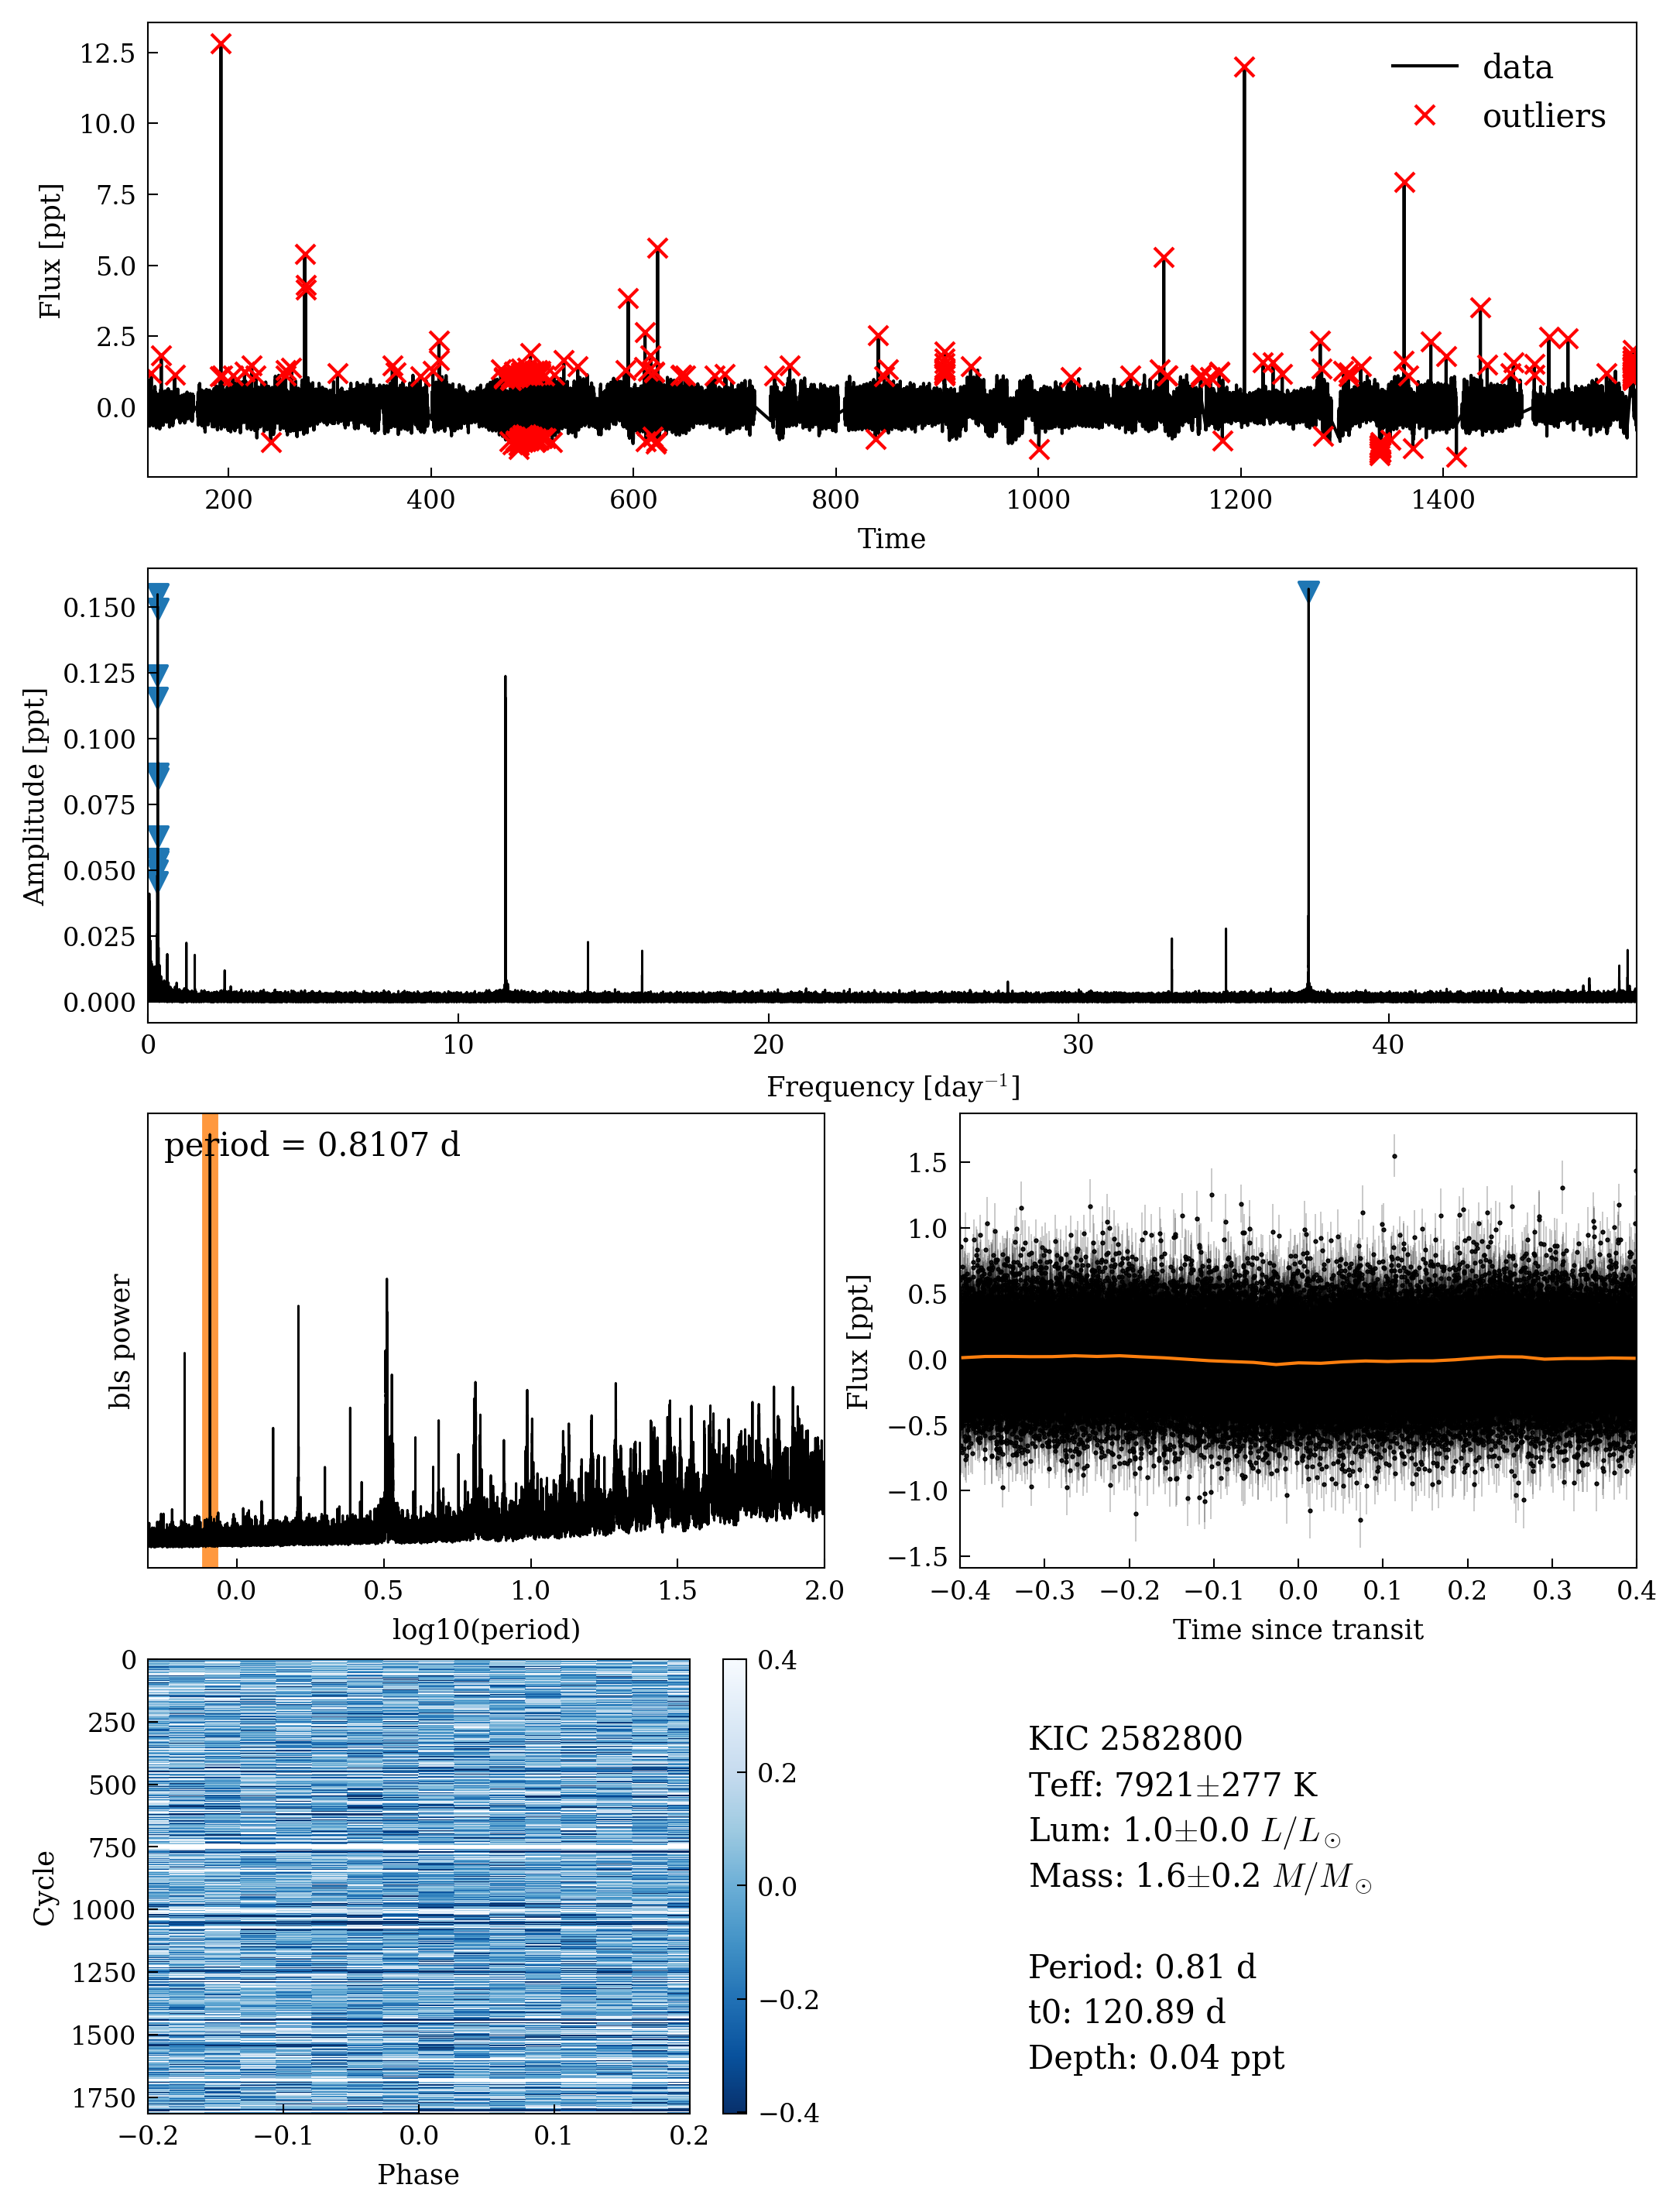 12.5
10.0
7.5
5.0
2.5
0.0
Flux [ppt]
data
outliers
200 400 600 800 1000 1200 1400
Time
0.150
0.125
0.100
0.075
0.050
0.025
0.000
Amplitude [ppt]
0 10 20 30 40
Frequency [day⁻¹]
period = 0.8107 d
bls power
0.0 0.5 1.0 1.5 2.0
log10(period)
1.5
1.0
0.5
0.0
−0.5
−1.0
−1.5
Flux [ppt]
−0.4 −0.3 −0.2 −0.1 0.0 0.1 0.2 0.3 0.4
Time since transit
0
250
500
750
1000
1250
1500
1750
Cycle
−0.2 −0.1 0.0 0.1 0.2
Phase
0.4
0.2
0.0
−0.2
−0.4
KIC 2582800
Teff: 7921±277 K
Lum: 1.0±0.0 L/L⊙
Mass: 1.6±0.2 M/M⊙
Period: 0.81 d
t0: 120.89 d
Depth: 0.04 ppt